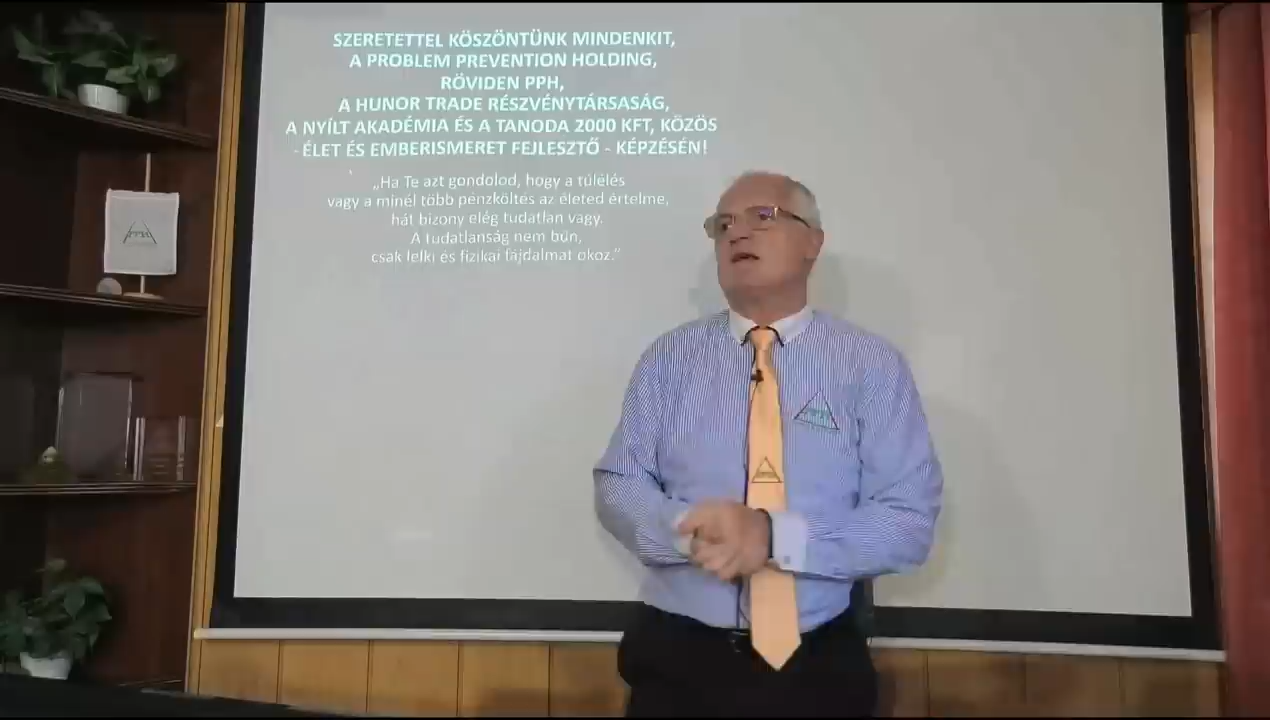 SZERETETTEL KÖSZÖNTÜNK MINDENKIT,
A PROBLEM PREVENTION HOLDING,
RÖVIDEN PPH,
A HUNOR TRADE RÉSZVÉNYTÁRSASÁG,
A NYÍLT AKADÉMIA ÉS A TANODA 2000 KFT, KÖZÖS
- ÉLET ÉS EMBERISMERET FEJLESZTŐ - KÉPZÉSÉN!
„Ha Te azt gondolod, hogy a túlélés
vagy a minél több pénzköltés az életed értelme,
hát bizony elég tudatlan vagy.
A tudatlanság nem bűn,
csak lelki és fizikai fájdalmat okoz.”